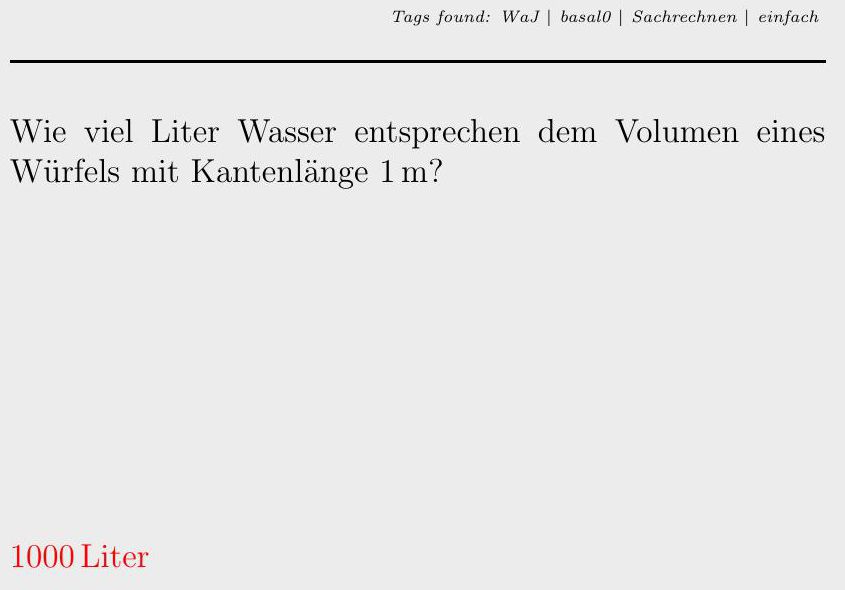 Tags found: WaJ | basal0 | Sachrechnen | einfach
Wie viel Liter Wasser entsprechen dem Volumen eines
Würfels mit Kantenlänge 1 m?
1000 Liter